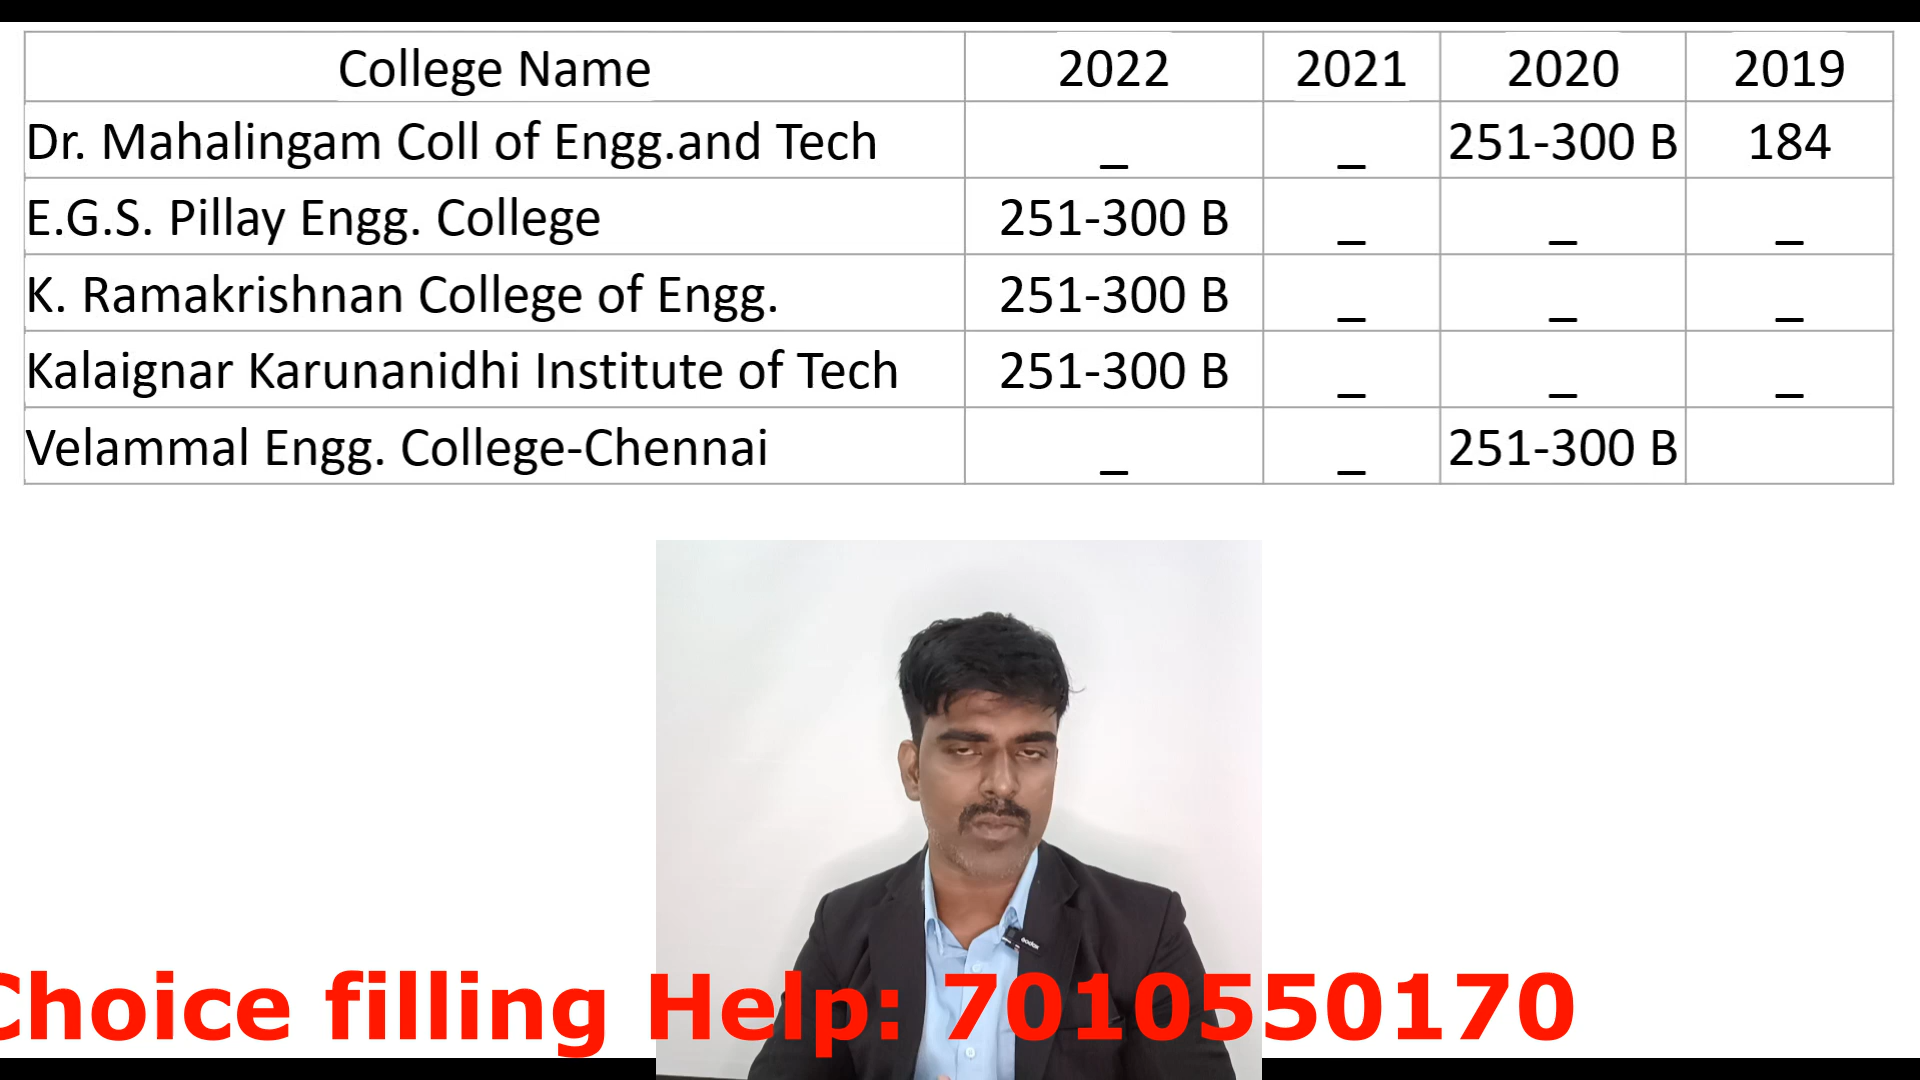 College Name 2022 2021 2020 2019
Dr. Mahalingam Coll of Engg.and Tech _ _ 251-300 B 184
E.G.S. Pillay Engg. College 251-300 B _ _ _
K. Ramakrishnan College of Engg. 251-300 B _ _ _
Kalaignar Karunanidhi Institute of Tech 251-300 B _ _ _
Velammal Engg. College-Chennai _ _ 251-300 B
Godox
Choice filling Help: 7010550170